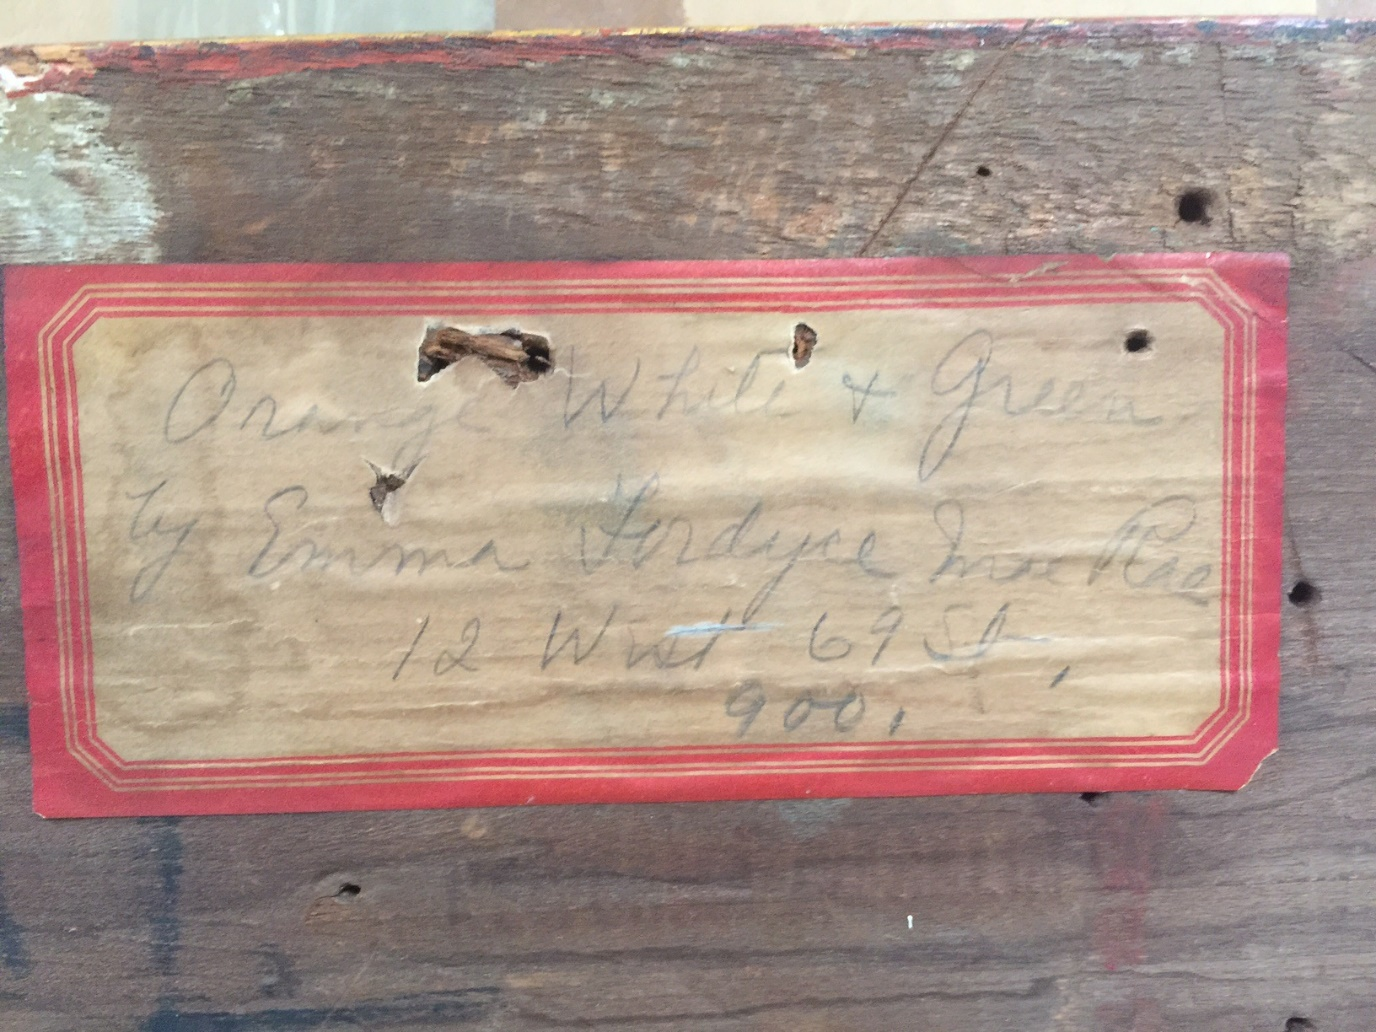 Orange White & Green
by Emma Fordyce MacRae
12 West 69 St,
900,